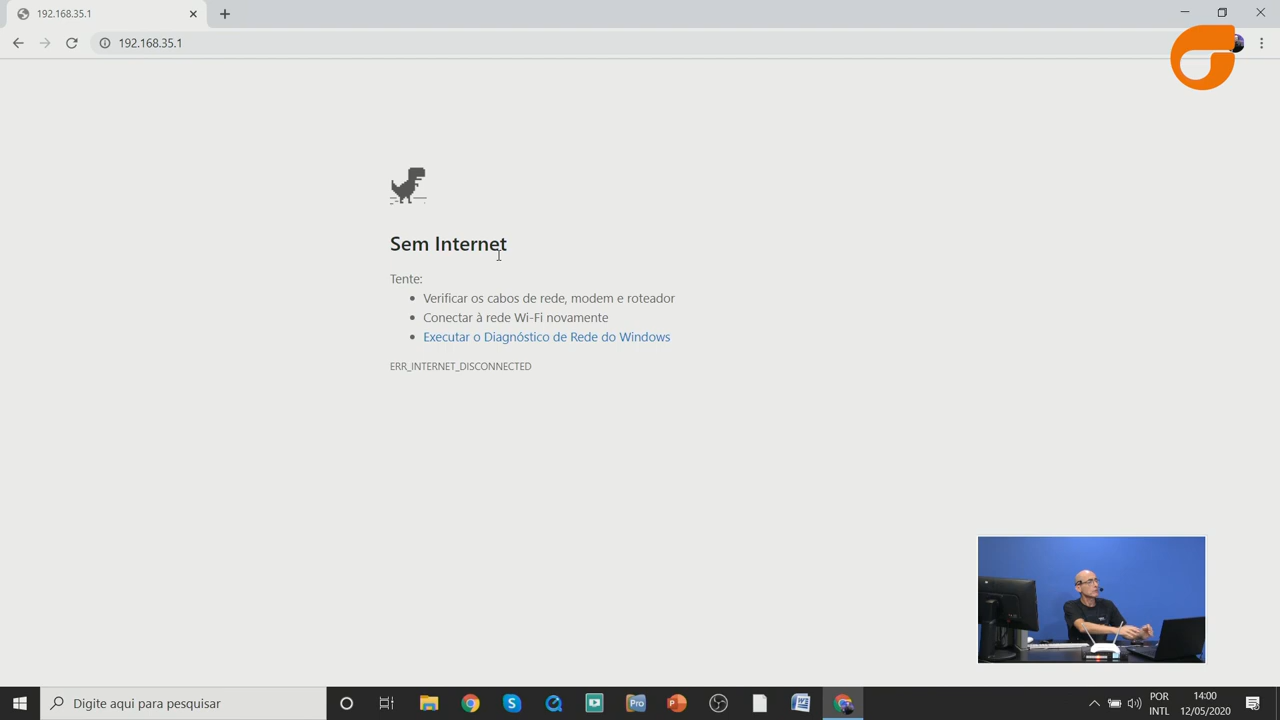 192.168.35.1
192.168.35.1
Sem Internet
Tente:
Verificar os cabos de rede, modem e roteador
Conectar à rede Wi-Fi novamente
Executar o Diagnóstico de Rede do Windows
ERR_INTERNET_DISCONNECTED
Digite aqui para pesquisar
Pro
POR
INTL
14:00
12/05/2020